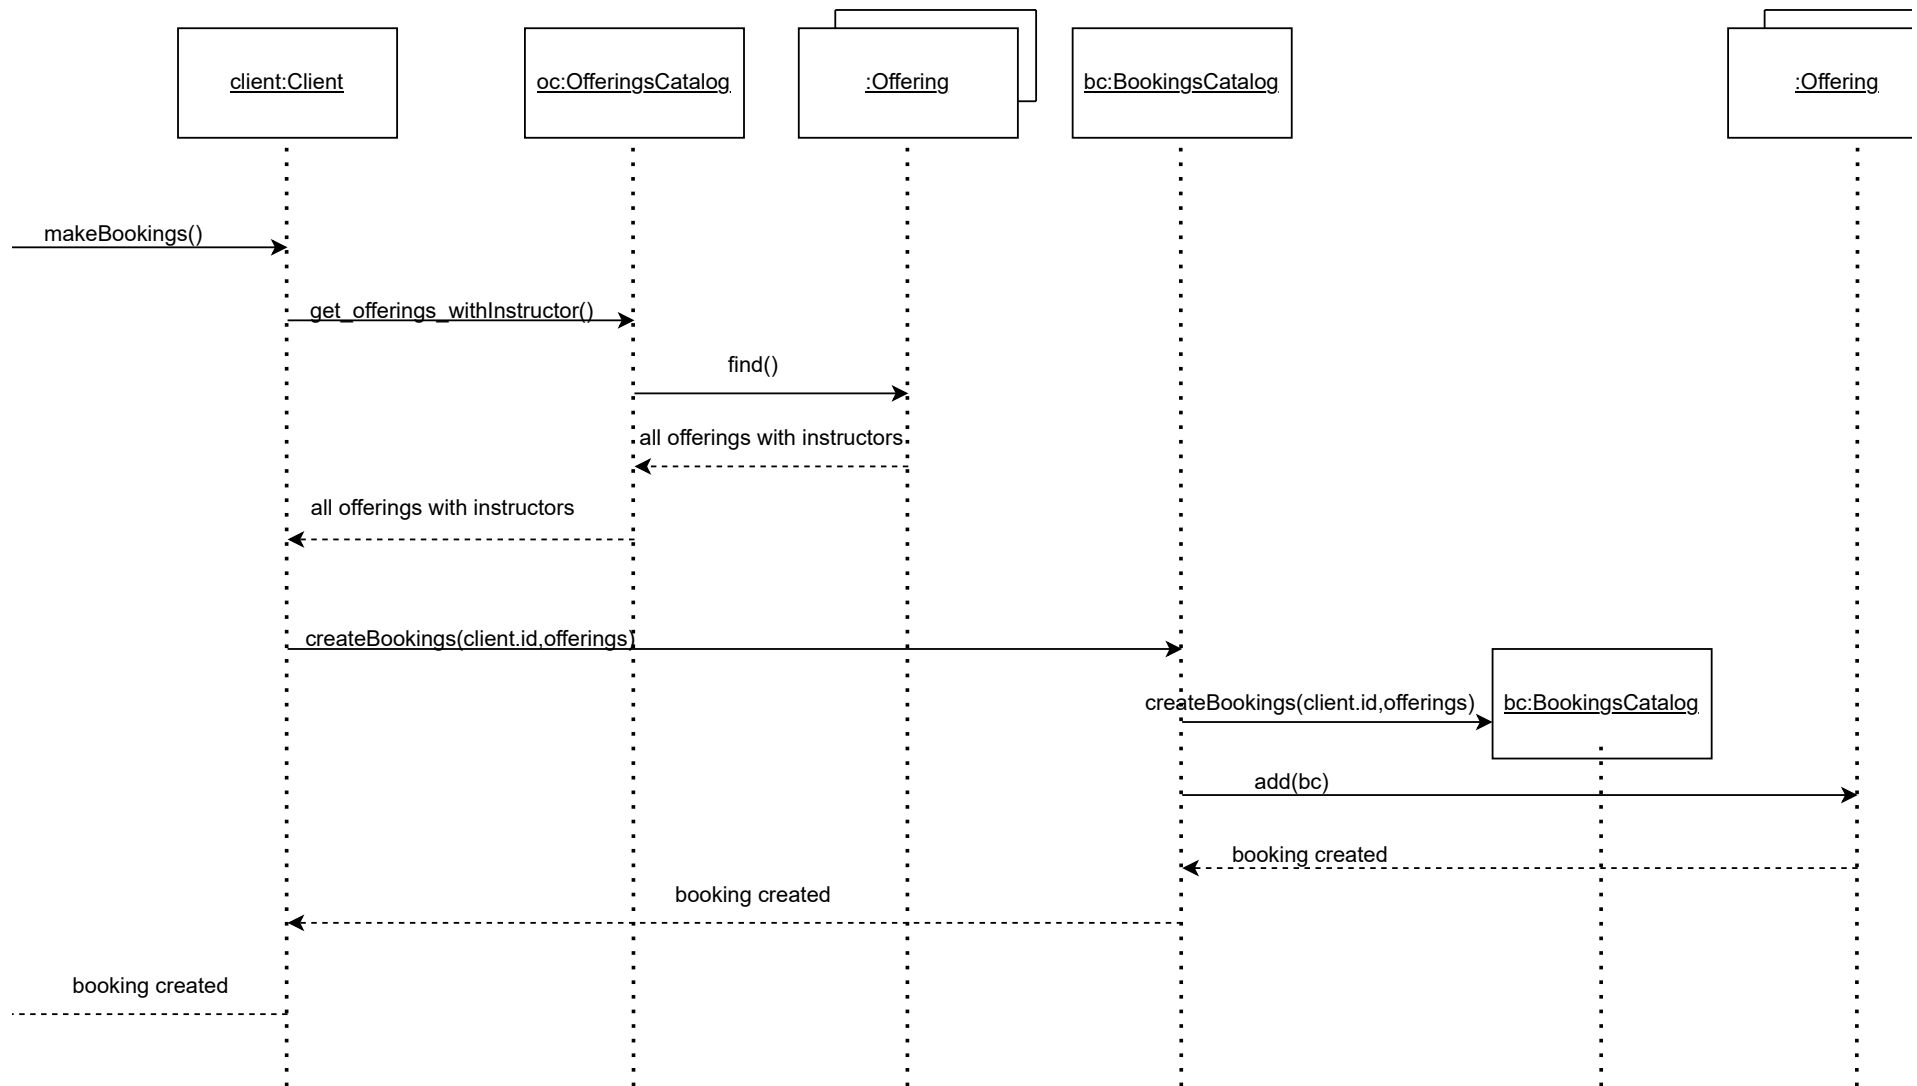 client:Client
oc:OfferingsCatalog
:Offering
bc:BookingsCatalog
:Offering
makeBookings()
get_offerings_withInstructor()
find()
all offerings with instructors
all offerings with instructors
createBookings(client.id,offerings)
createBookings(client.id,offerings)
bc:BookingsCatalog
add(bc)
booking created
booking created
booking created